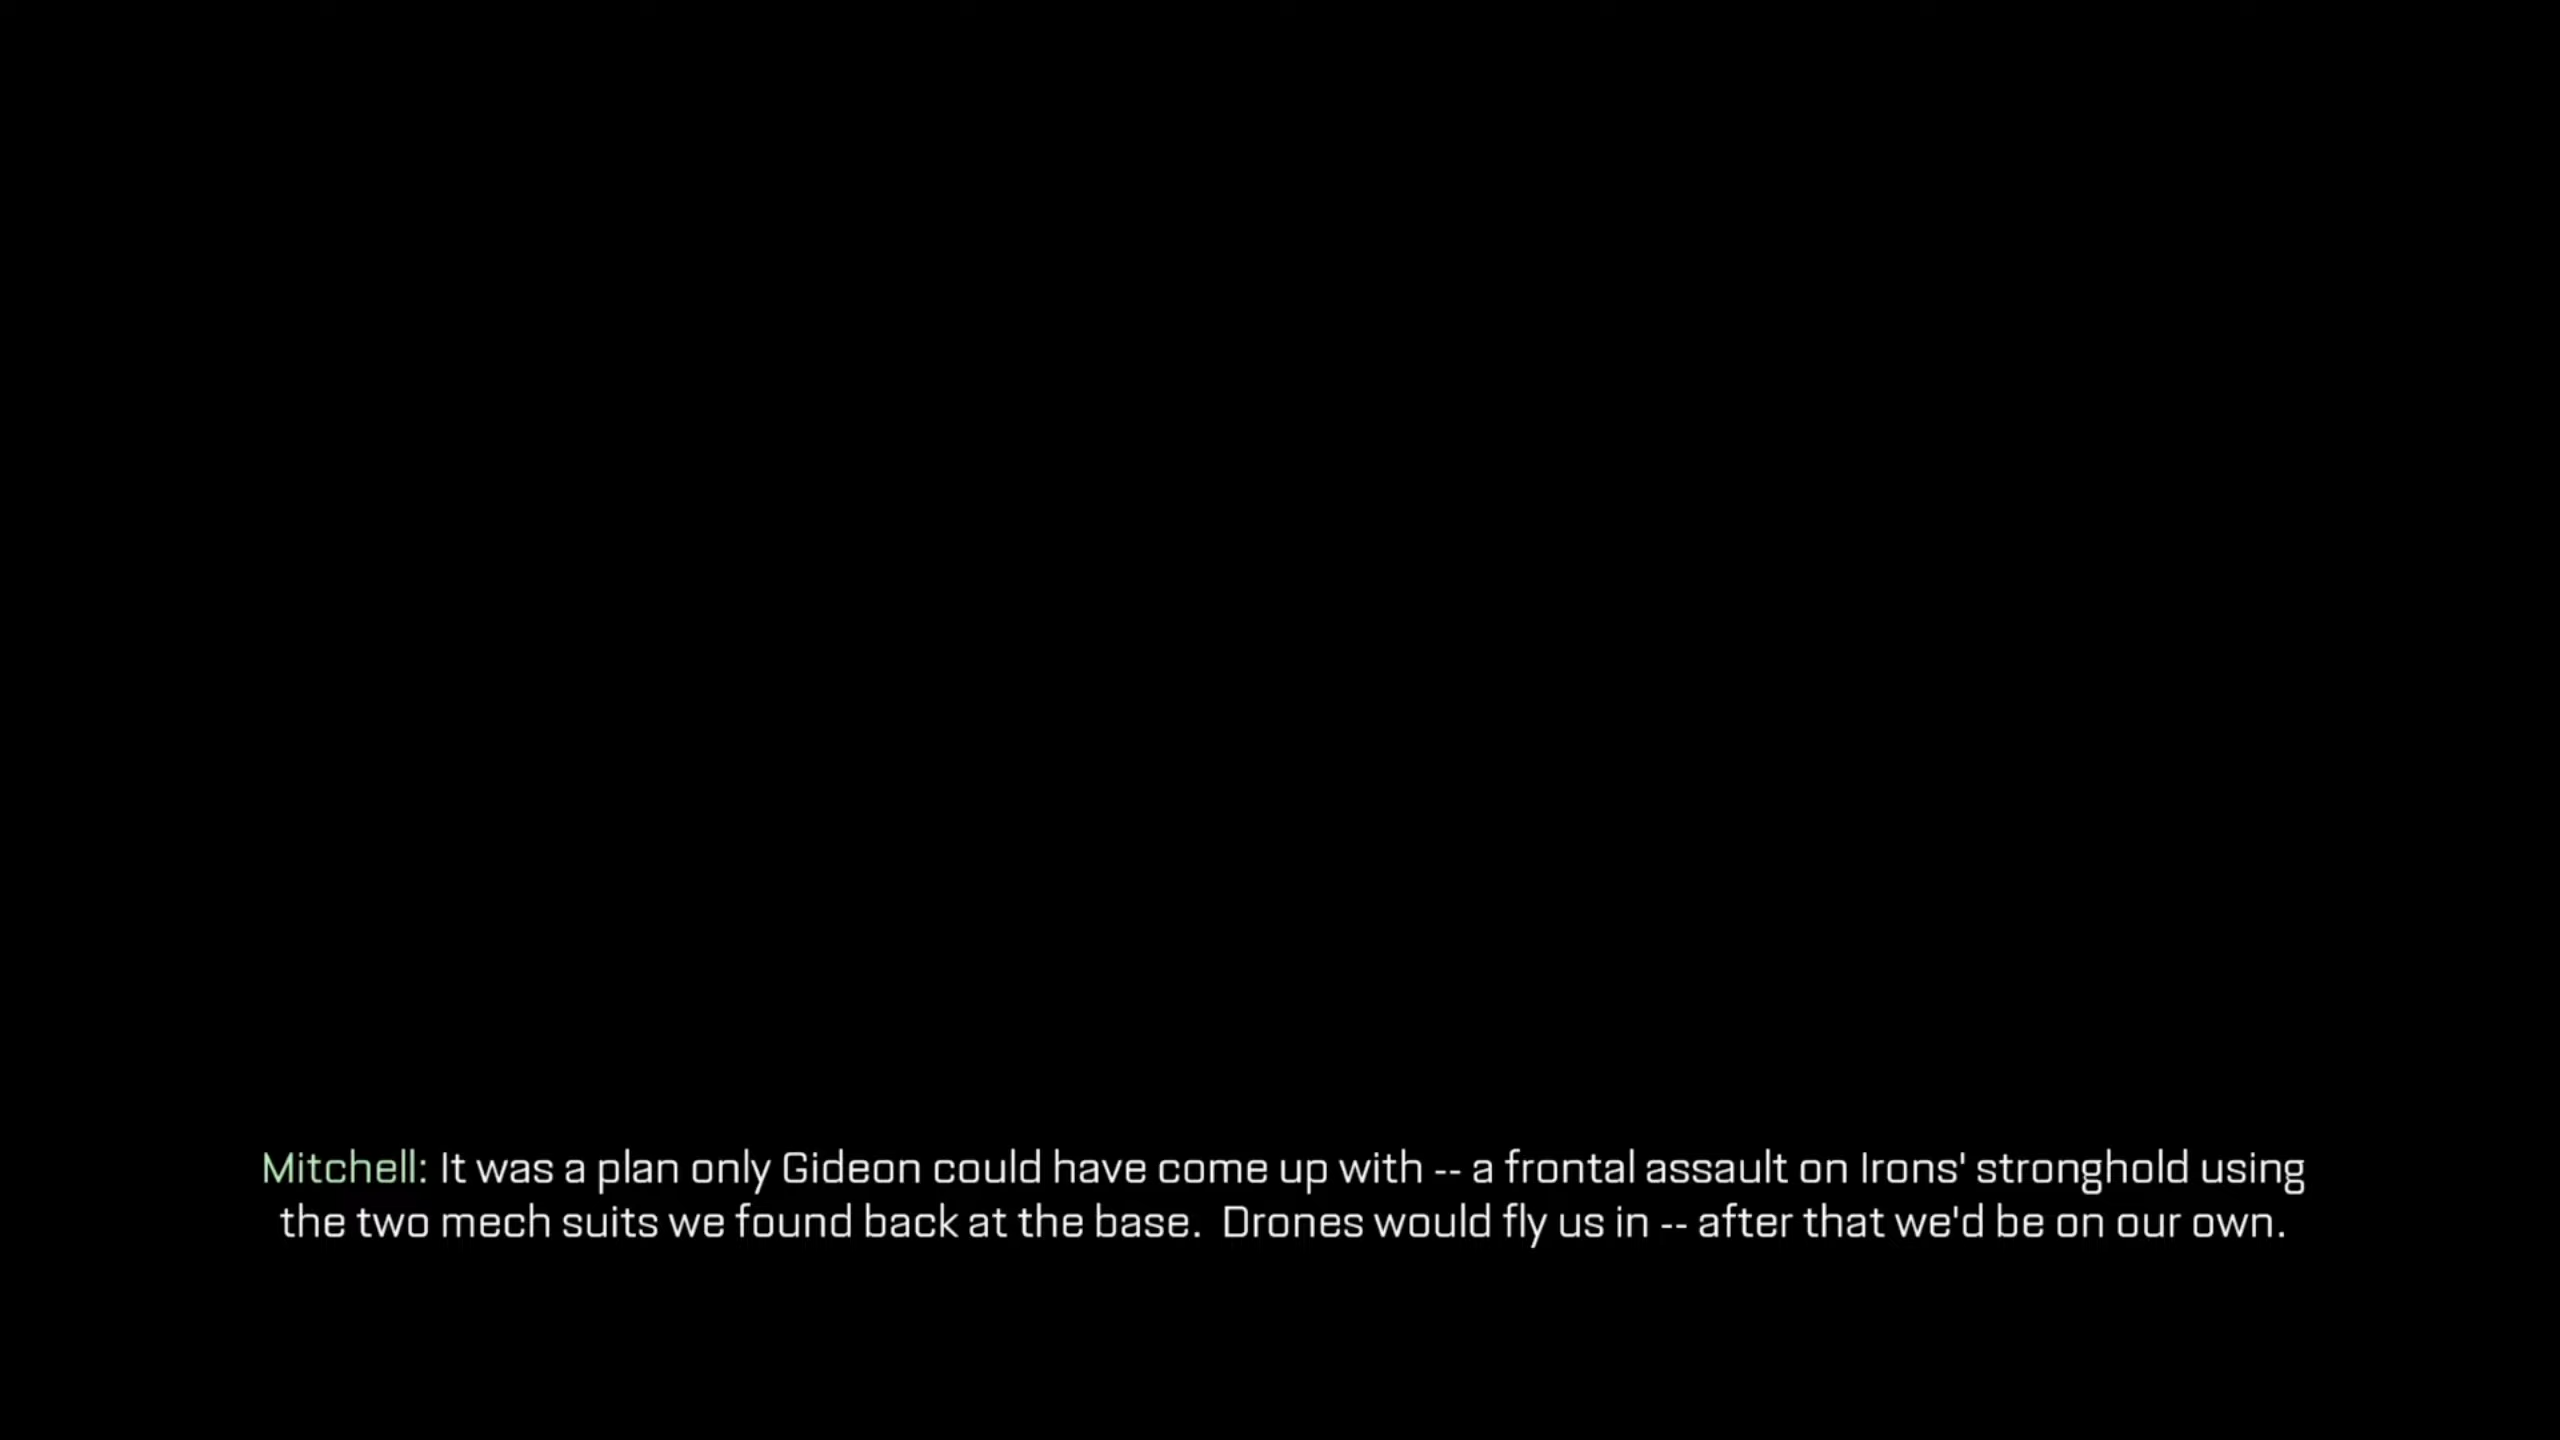 Mitchell: It was a plan only Gideon could have come up with -- a frontal assault on Irons' stronghold using
the two mech suits we found back at the base.  Drones would fly us in -- after that we'd be on our own.